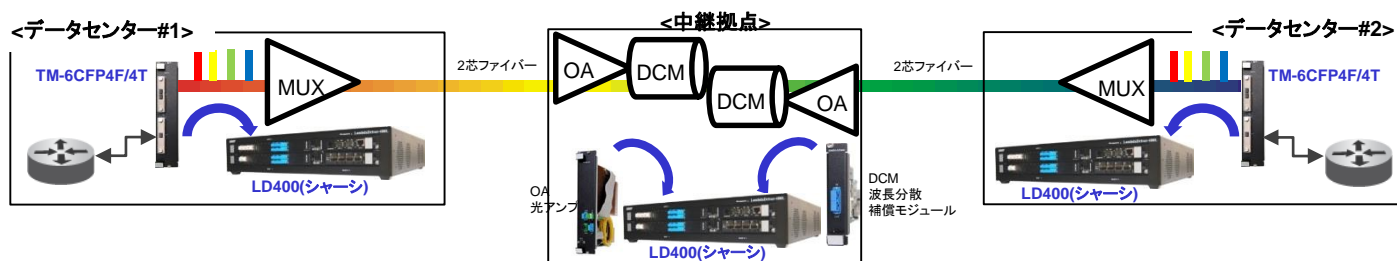 <データセンター#1>
TM-6CFP4F/4T
MUX
LD400(シャーシ)
2芯ファイバー
<中継拠点>
OA
DCM
DCM
OA
OA
光アンプ
LD400(シャーシ)
DCM
波長分散
補償モジュール
2芯ファイバー
<データセンター#2>
MUX
TM-6CFP4F/4T
LD400(シャーシ)